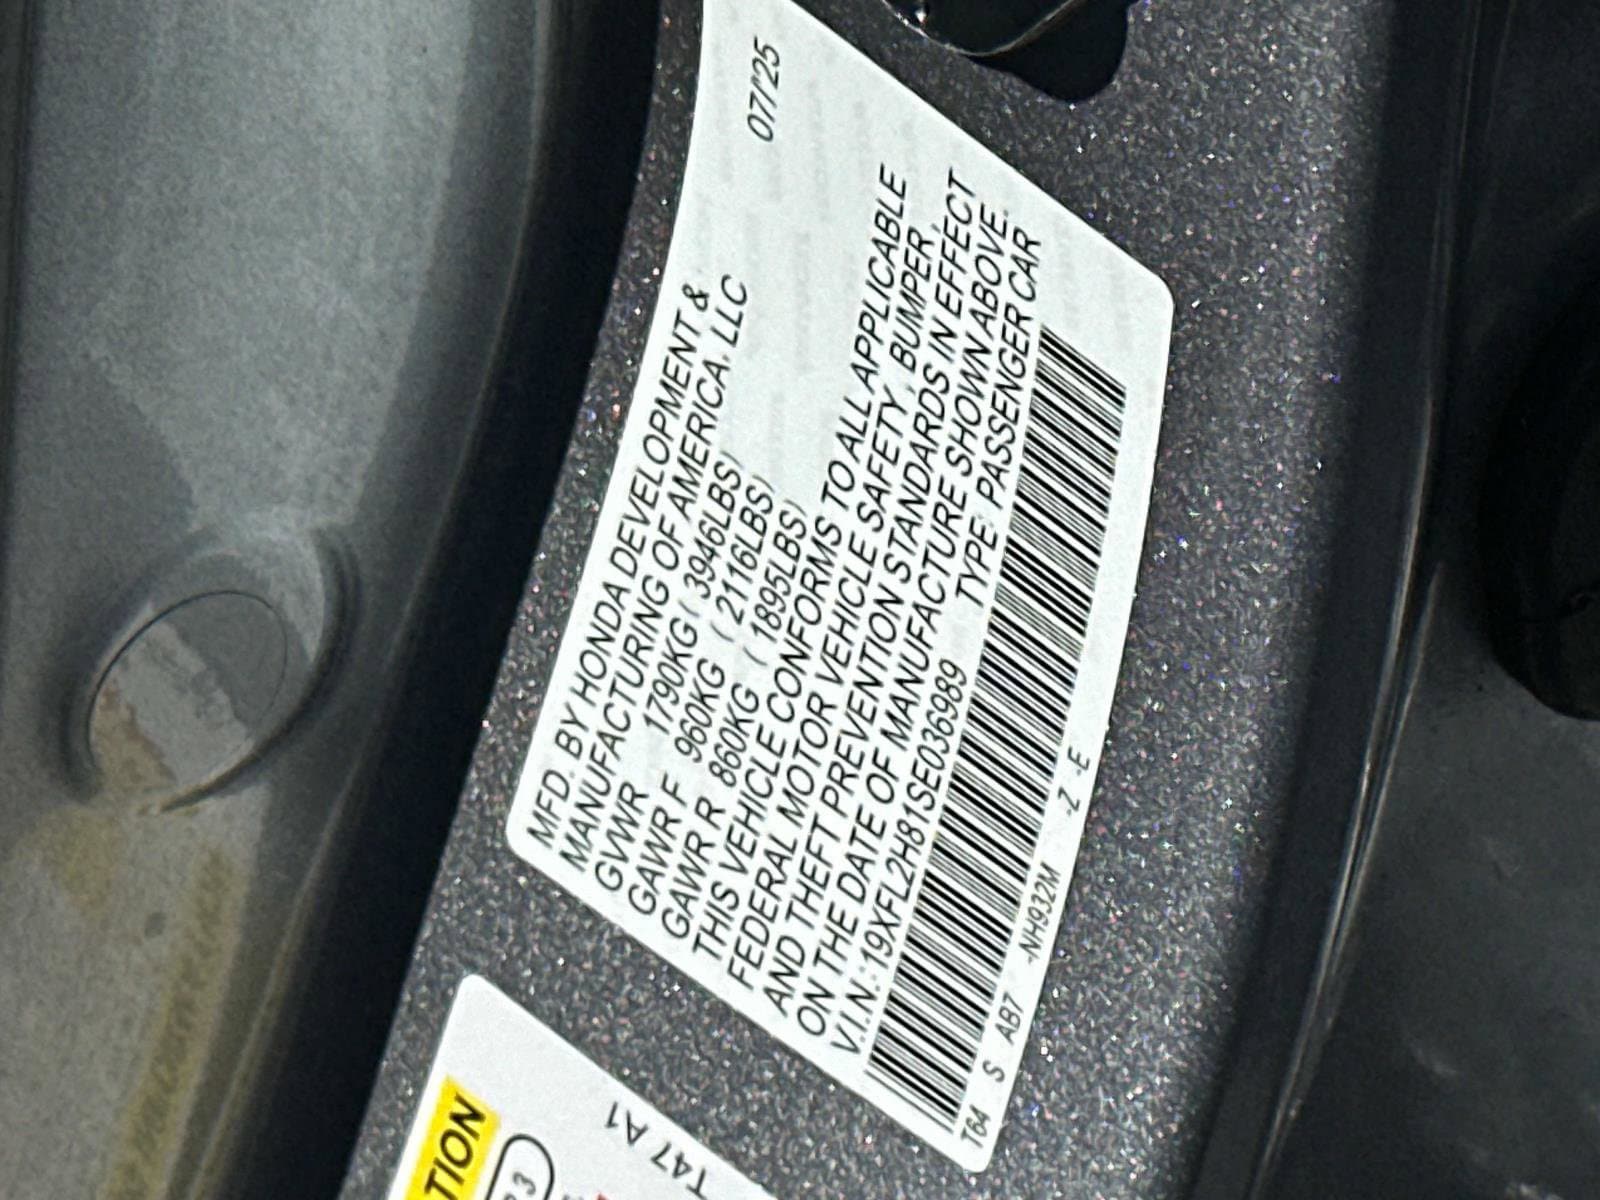 07/'25
MFD. BY HONDA DEVELOPMENT &
MANUFACTURING OF AMERICA, LLC
GVWR 1790KG ( 3946LBS)
GAWR F 960KG ( 2116LBS)
GAWR R 860KG ( 1895LBS)
THIS VEHICLE CONFORMS TO ALL APPLICABLE
FEDERAL MOTOR VEHICLE SAFETY, BUMPER,
AND THEFT PREVENTION STANDARDS IN EFFECT
ON THE DATE OF MANUFACTURE SHOWN ABOVE.
V.I.N.:19XFL2H81SE036989 TYPE: PASSENGER CAR
T64 S AB7 -NH932M -Z -E
T47 A1